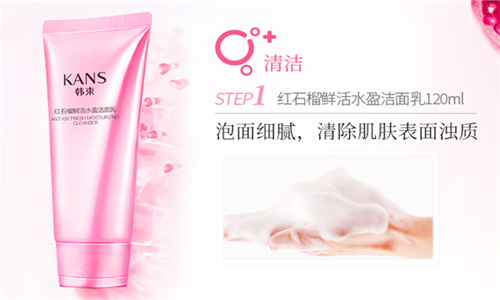 KANS
韩束
红石榴鲜活水盈洁面乳
ANTI-OX FRESH MOISTURIZING
CLEANSER
清洁
STEP1 红石榴鲜活水盈洁面乳120ml
泡面细腻，清除肌肤表面浊质